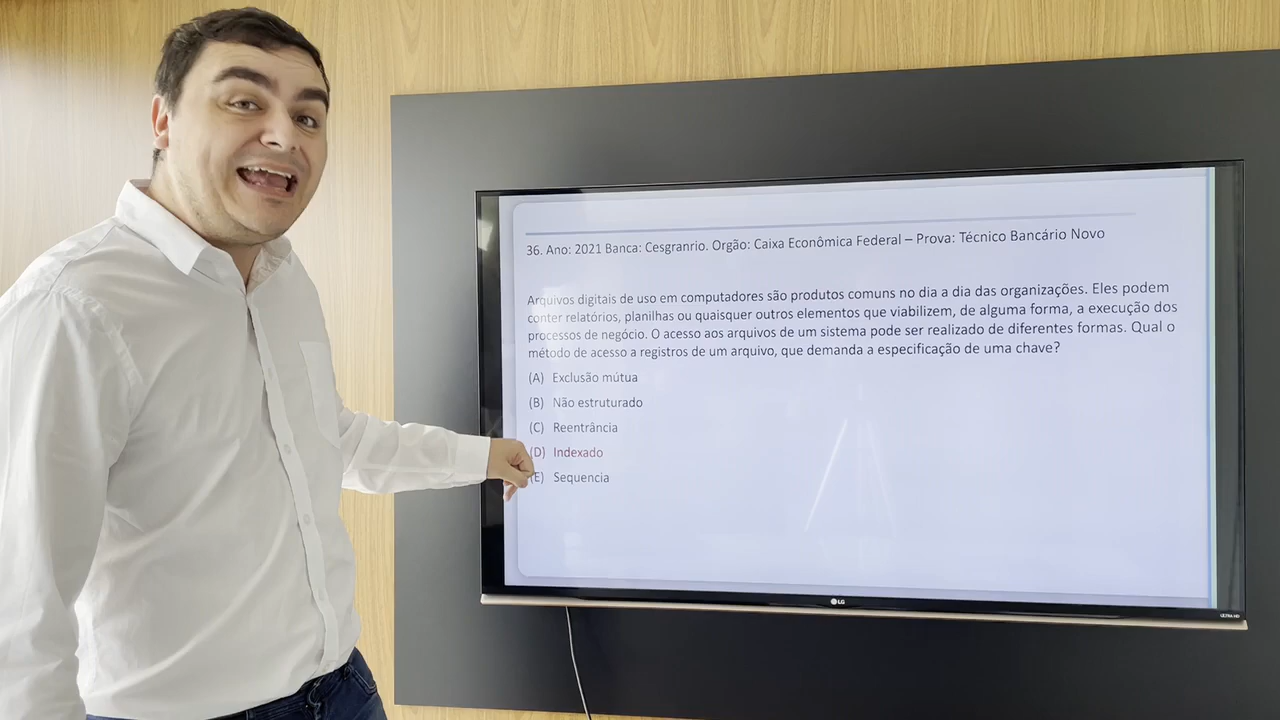 36. Ano: 2021 Banca: Cesgranrio. Orgão: Caixa Econômica Federal – Prova: Técnico Bancário Novo
Arquivos digitais de uso em computadores são produtos comuns no dia a dia das organizações. Eles podem
conter relatórios, planilhas ou quaisquer outros elementos que viabilizem, de alguma forma, a execução dos
processos de negócio. O acesso aos arquivos de um sistema pode ser realizado de diferentes formas. Qual o
método de acesso a registros de um arquivo, que demanda a especificação de uma chave?
(A) Exclusão mútua
(B) Não estruturado
(C) Reentrância
(D) Indexado
(E) Sequencia
LG
ULTRA HD